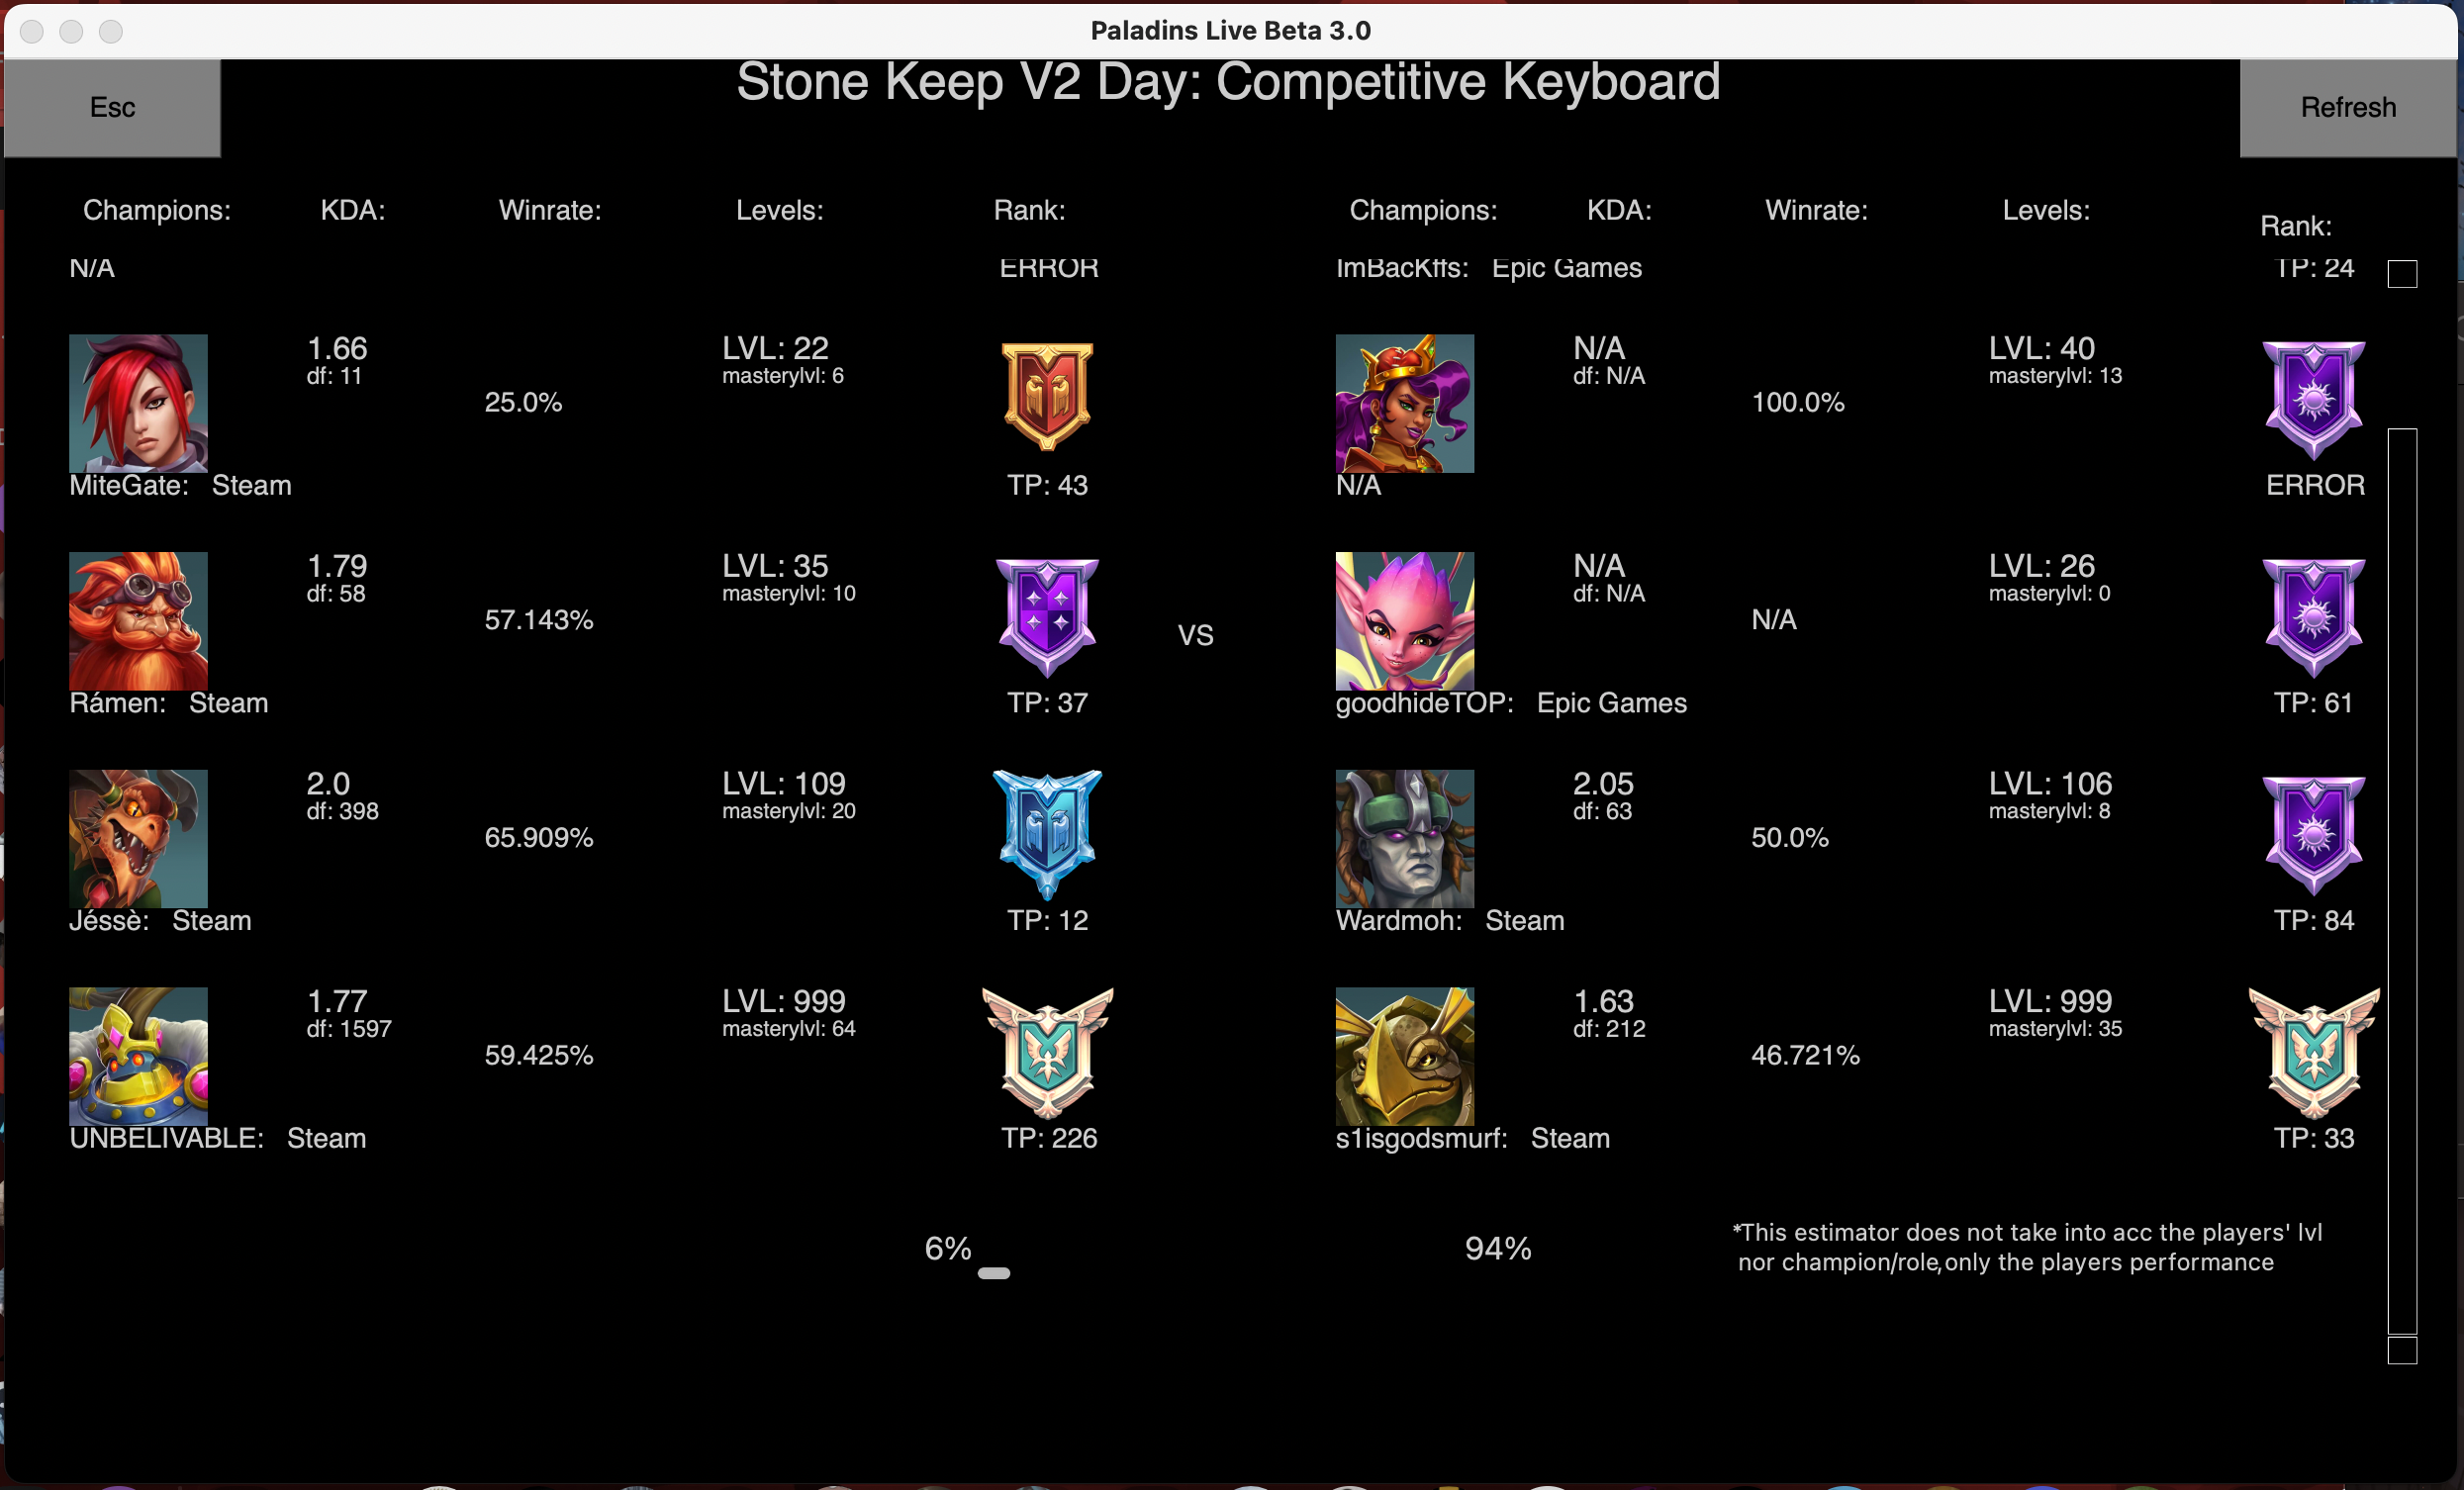 Paladins Live Beta 3.0
Esc
Stone Keep V2 Day: Competitive Keyboard
Refresh
Champions: KDA: Winrate: Levels: Rank: Champions: KDA: Winrate: Levels: Rank:
N/A ERROR ImBackffs: Epic Games TP: 24
1.66 LVL: 22 N/A LVL: 40
df: 11 masterylvl: 6 df: N/A masterylvl: 13
25.0% 100.0%
MiteGate: Steam TP: 43 N/A ERROR
1.79 LVL: 35 N/A LVL: 26
df: 58 masterylvl: 10 df: N/A masterylvl: 0
57.143% N/A
VS
Rámen: Steam TP: 37 goodhideTOP: Epic Games TP: 61
2.0 LVL: 109 2.05 LVL: 106
df: 398 masterylvl: 20 df: 63 masterylvl: 8
65.909% 50.0%
Jéssè: Steam TP: 12 Wardmoh: Steam TP: 84
1.77 LVL: 999 1.63 LVL: 999
df: 1597 masterylvl: 64 df: 212 masterylvl: 35
59.425% 46.721%
UNBELIVABLE: Steam TP: 226 s1isgodsmurf: Steam TP: 33
6% 94%
*This estimator does not take into acc the players' lvl
nor champion/role,only the players performance